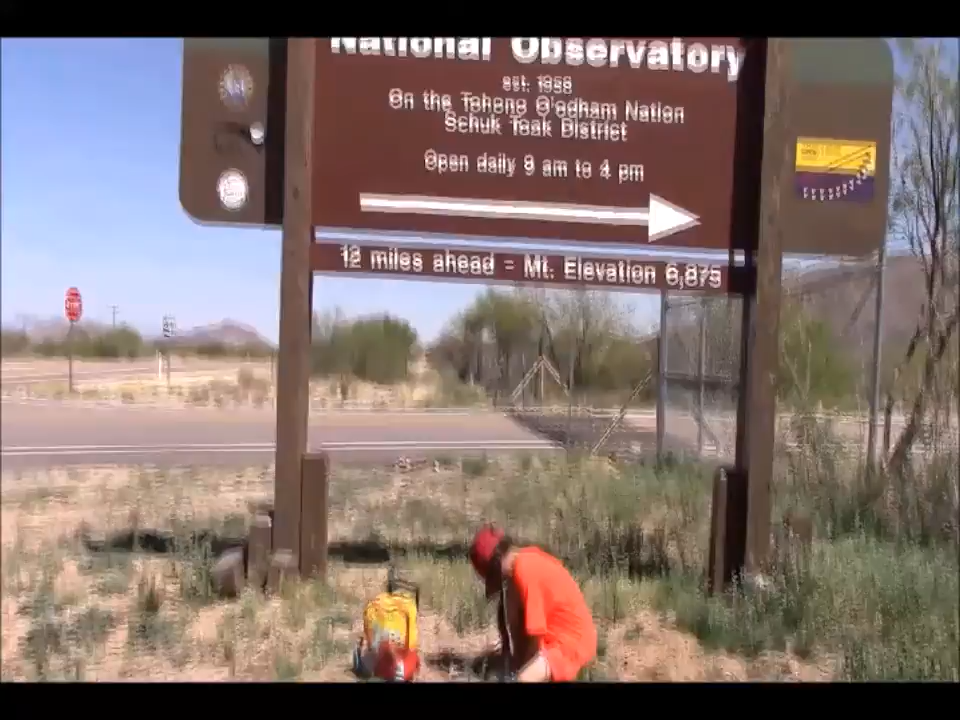 National Observatory
est. 1958
On the Tohono O'odham Nation
Schuk Toak District
Open daily 9 am to 4 pm
12 miles ahead - Mt. Elevation 6,875
STOP